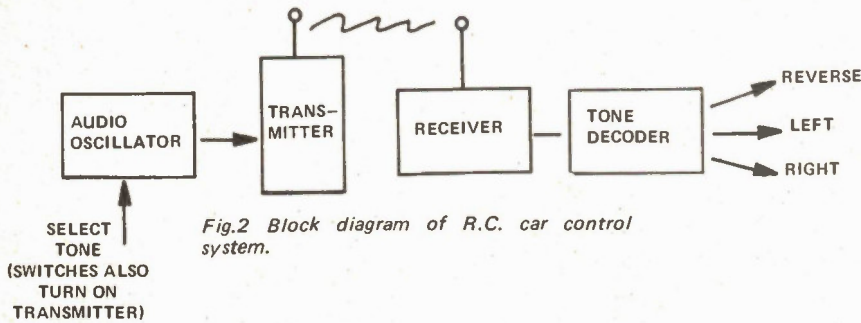 AUDIO
OSCILLATOR
SELECT
TONE
(SWITCHES ALSO
TURN ON
TRANSMITTER)
TRANS-
MITTER
RECEIVER
TONE
DECODER
REVERSE
LEFT
RIGHT
Fig.2 Block diagram of R.C. car control
system.